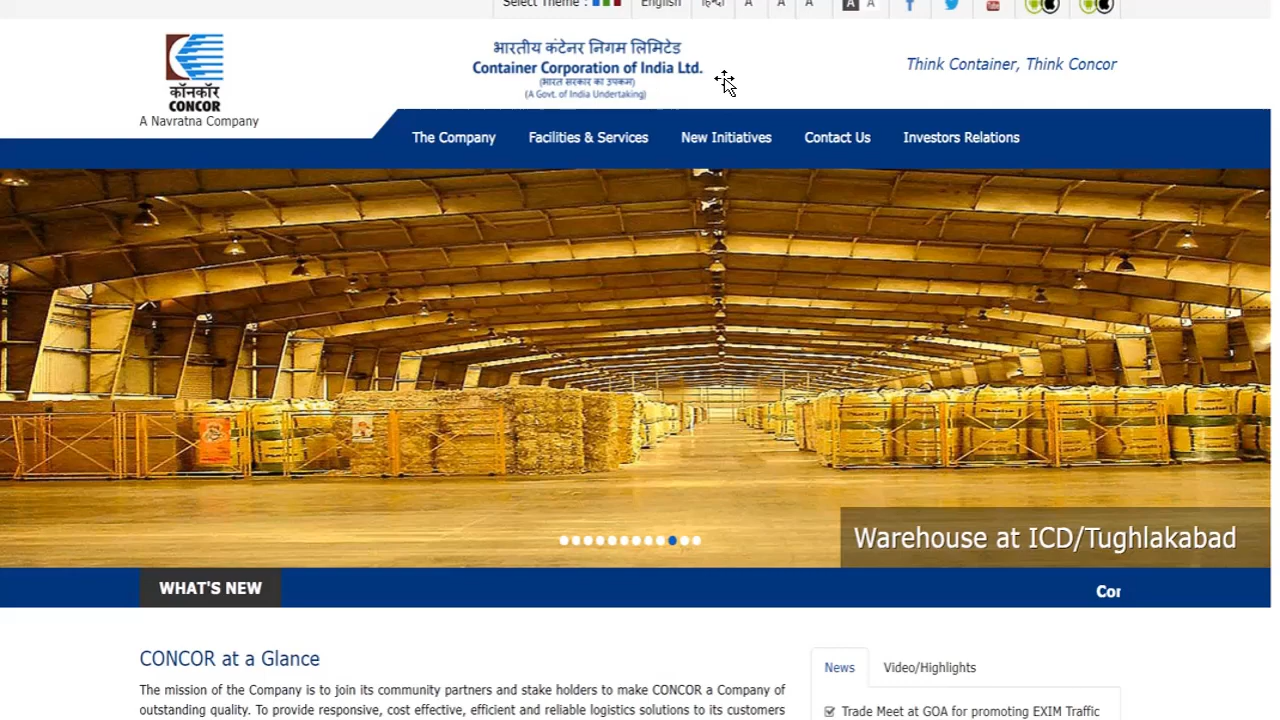 Select Theme :
English
हिन्दी
A A A
A A
भारतीय कंटेनर निगम लिमिटेड
Container Corporation of India Ltd.
(भारत सरकार का उपक्रम)
(A Govt. of India Undertaking)
Think Container, Think Concor
कॉनकॉर
CONCOR
A Navratna Company
The Company
Facilities & Services
New Initiatives
Contact Us
Investors Relations
Warehouse at ICD/Tughlakabad
WHAT'S NEW
Cor
CONCOR at a Glance
The mission of the Company is to join its community partners and stake holders to make CONCOR a Company of
outstanding quality. To provide responsive, cost effective, efficient and reliable logistics solutions to its customers
News
Video/Highlights
Trade Meet at GOA for promoting EXIM Traffic